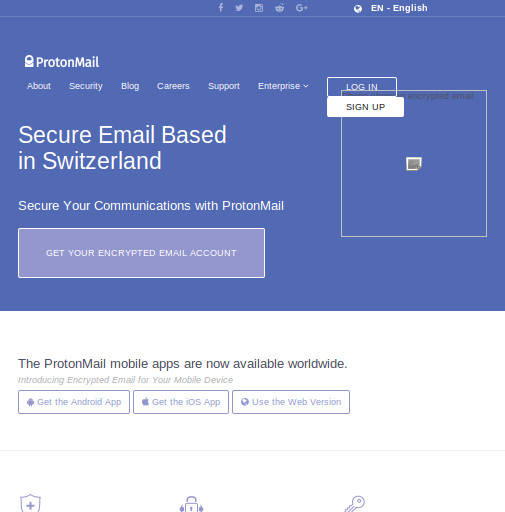 EN - English
ProtonMail
About Security Blog Careers Support Enterprise LOG IN
encrypted email
SIGN UP
Secure Email Based
in Switzerland
Secure Your Communications with ProtonMail
GET YOUR ENCRYPTED EMAIL ACCOUNT
The ProtonMail mobile apps are now available worldwide.
Introducing Encrypted Email for Your Mobile Device
Get the Android App Get the iOS App Use the Web Version